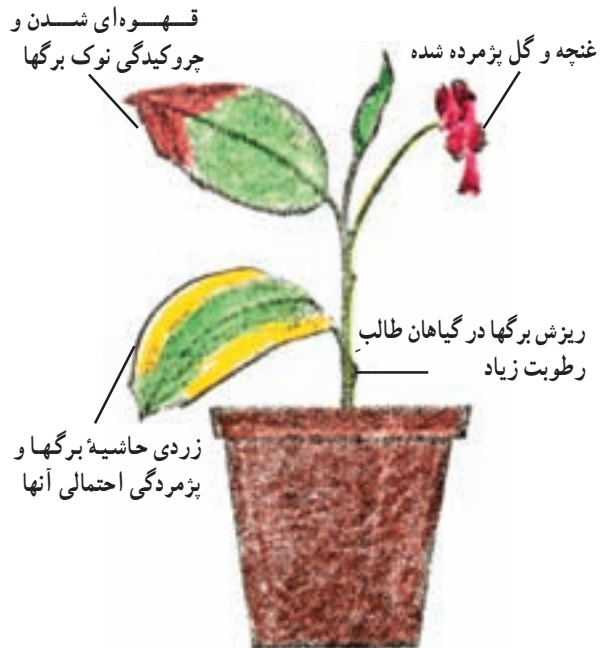 قهوه‌ای شدن و
چروکیدگی نوک برگها
غنچه و گل پژمرده شده
ریزش برگها در گیاهان طالبِ
رطوبت زیاد
زردی حاشیهٔ برگها و
پژمردگی احتمالی آنها